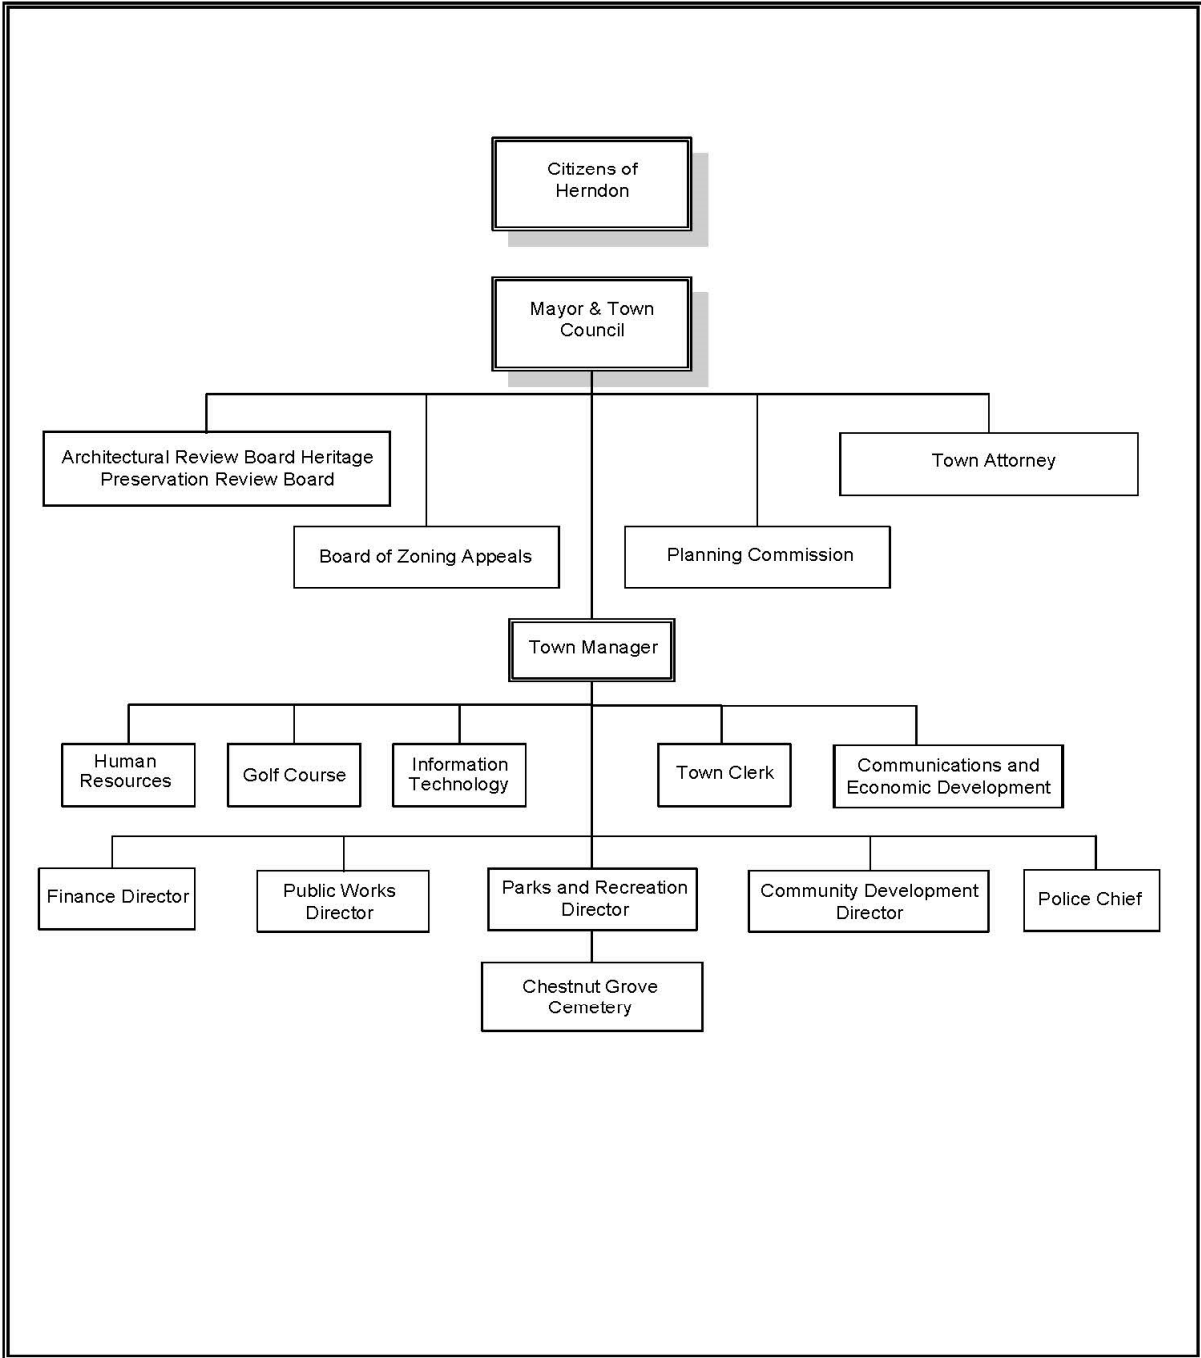 Citizens of
Herndon
Mayor & Town
Council
Architectural Review Board Heritage
Preservation Review Board
Town Attorney
Board of Zoning Appeals
Planning Commission
Town Manager
Human
Resources
Golf Course
Information
Technology
Town Clerk
Communications and
Economic Development
Finance Director
Public Works
Director
Parks and Recreation
Director
Community Development
Director
Police Chief
Chestnut Grove
Cemetery